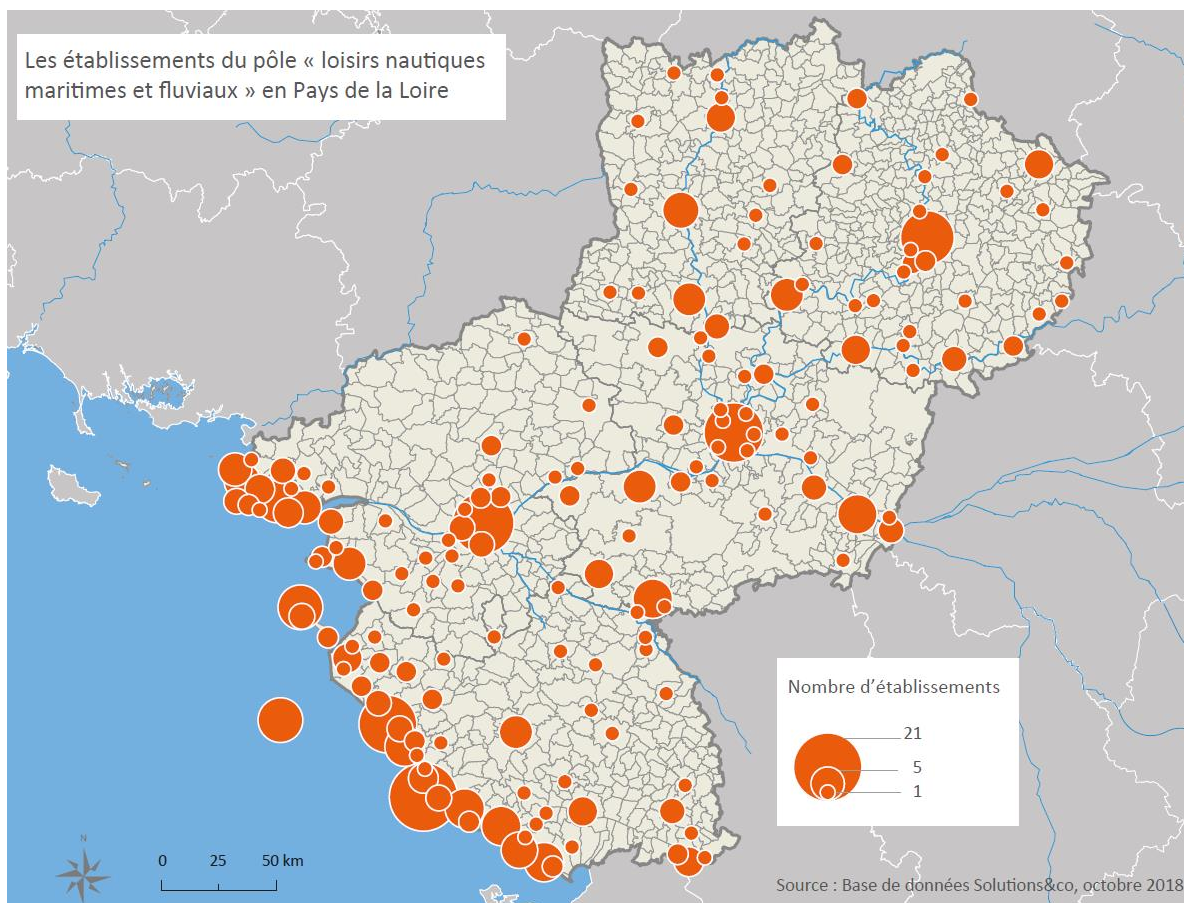 Les établissements du pôle « loisirs nautiques
maritimes et fluviaux » en Pays de la Loire
Nombre d’établissements
21
5
1
N
0 25 50 km
Source : Base de données Solutions&co, octobre 2018